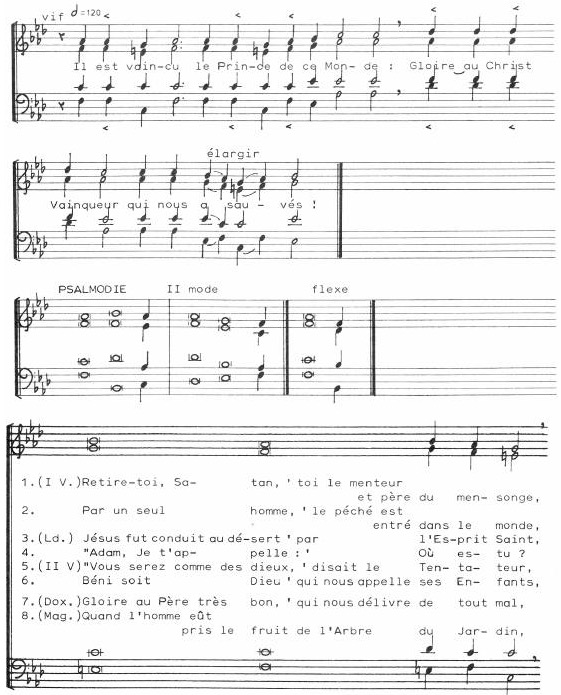 vif ♩=120
Il est vain-cu le Prin-ce de ce Mon-de : Gloire au Christ
élargir
Vainqueur qui nous a sau-vés !
PSALMODIE II mode flexe
1.(I V.)Retire-toi, Sa- tan,' toi le menteur
et père du men-songe,
2. Par un seul homme,' le péché est
entré dans le monde,
3.(Ld.) Jésus fut conduit au dé-sert' par l'Es-prit Saint,
4. "Adam, Je t'ap- pelle :' Où es-tu ?
5.(II V)"Vous serez comme des dieux,' disait le Ten-ta-teur,
6. Béni soit Dieu' qui nous appelle ses En-fants,
7.(Dox.)Gloire au Père très bon,' qui nous délivre de tout mal,
8.(Mag.)Quand l'homme eût
pris le fruit de l'Arbre du Jar-din,